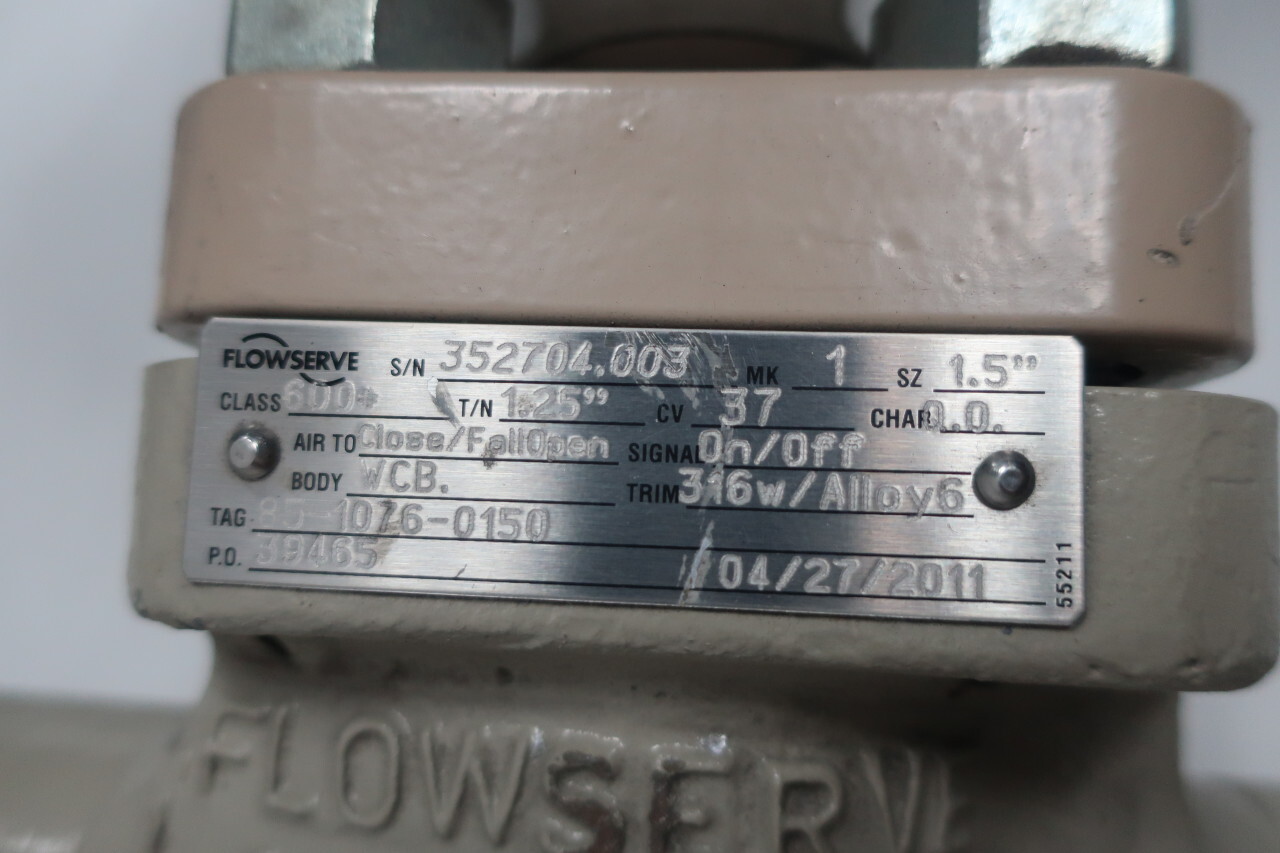 FLOWSERVE S/N 352704.003 MK 1 SZ 1.5”
CLASS 600# T/N 1.25” CV 37 CHAR Q.O.
AIR TO Close/FailOpen SIGNAL On/Off
BODY WCB. TRIM 316w/Alloy6
TAG 85-1076-0150
P.O. 39465 04/27/2011
55211
FLOWSERV